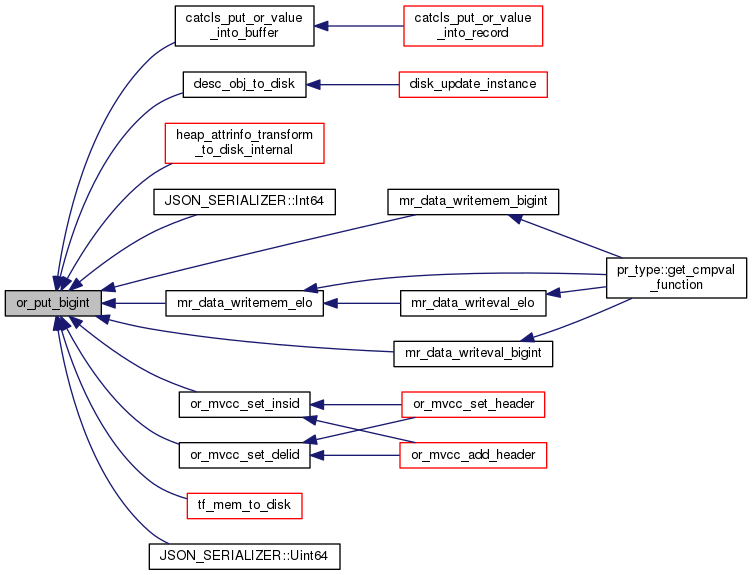 catcls_put_or_value
_into_buffer
catcls_put_or_value
_into_record
desc_obj_to_disk
disk_update_instance
heap_attrinfo_transform
_to_disk_internal
JSON_SERIALIZER::Int64
mr_data_writemem_bigint
pr_type::get_cmpval
_function
or_put_bigint
mr_data_writemem_elo
mr_data_writeval_elo
mr_data_writeval_bigint
or_mvcc_set_insid
or_mvcc_set_header
or_mvcc_set_delid
or_mvcc_add_header
tf_mem_to_disk
JSON_SERIALIZER::Uint64